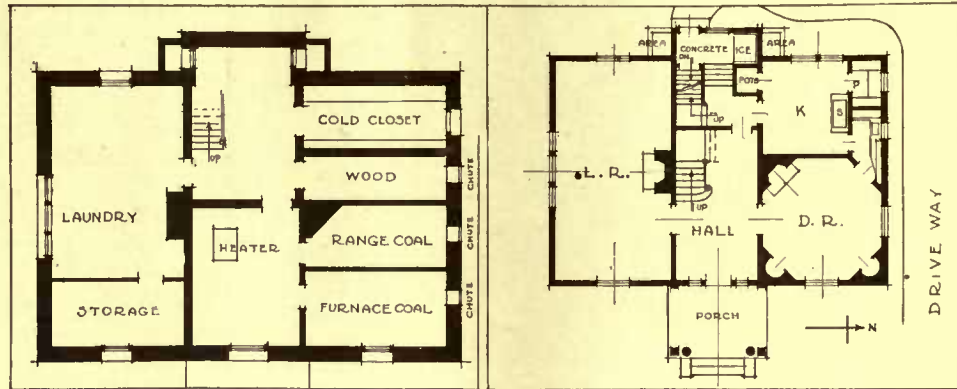 COLD CLOSET
UP
WOOD
CHUTE
LAUNDRY
HEATER
RANGE COAL
CHUTE
STORAGE
FURNACE COAL
CHUTE
AREA
CONCRETE
ICE
AREA
DN
POTS
P
UP
K
S
L. R.
UP
HALL
D. R.
PORCH
N
DRIVE WAY